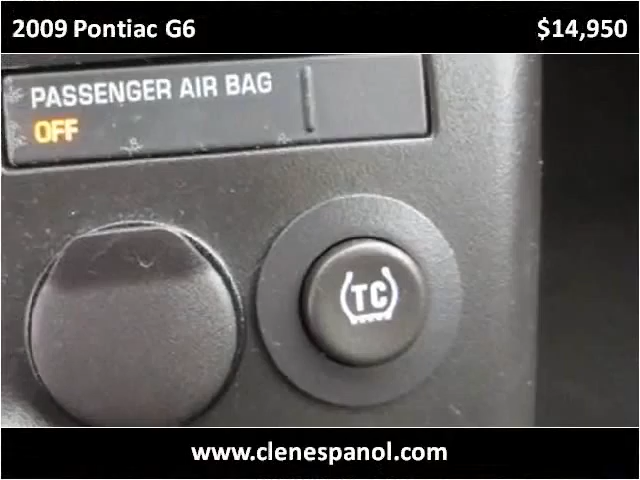 2009 Pontiac G6 $14,950
PASSENGER AIR BAG
OFF
TC
www.clenespanol.com